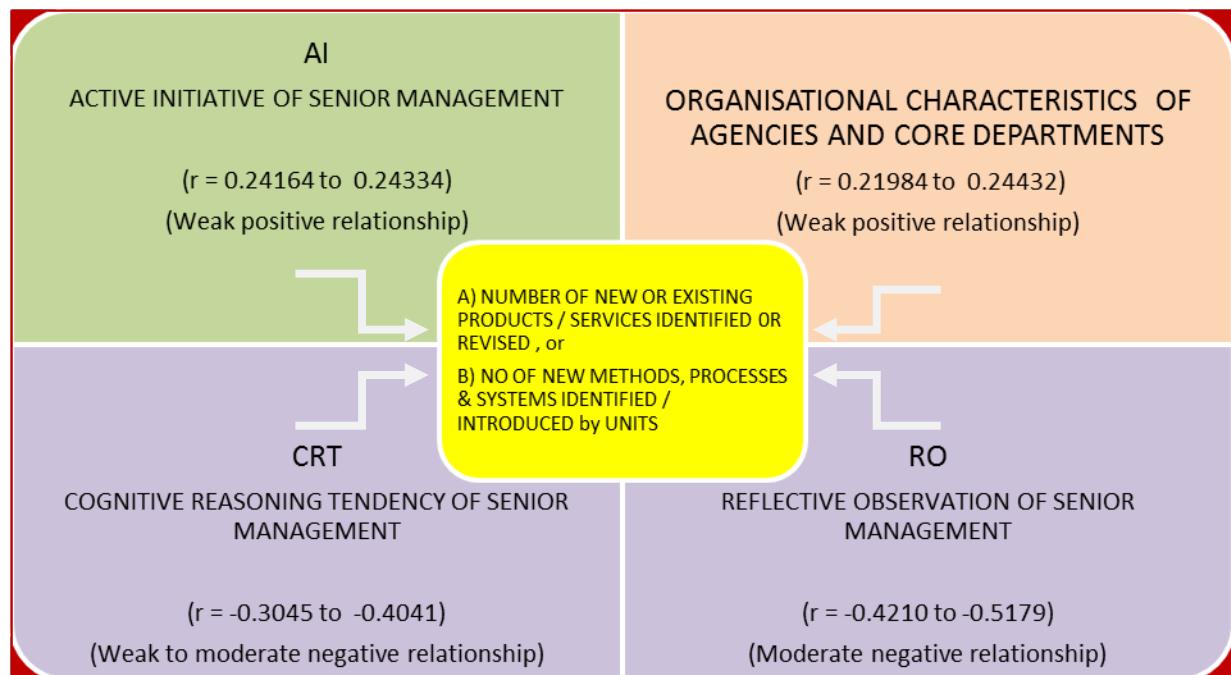 AI
ACTIVE INITIATIVE OF SENIOR MANAGEMENT
(r = 0.24164 to 0.24334)
(Weak positive relationship)
ORGANISATIONAL CHARACTERISTICS OF
AGENCIES AND CORE DEPARTMENTS
(r = 0.21984 to 0.24432)
(Weak positive relationship)
A) NUMBER OF NEW OR EXISTING
PRODUCTS / SERVICES IDENTIFIED 0R
REVISED , or
B) NO OF NEW METHODS, PROCESSES
& SYSTEMS IDENTIFIED /
INTRODUCED by UNITS
CRT
COGNITIVE REASONING TENDENCY OF SENIOR
MANAGEMENT
(r = -0.3045 to -0.4041)
(Weak to moderate negative relationship)
RO
REFLECTIVE OBSERVATION OF SENIOR
MANAGEMENT
(r = -0.4210 to -0.5179)
(Moderate negative relationship)